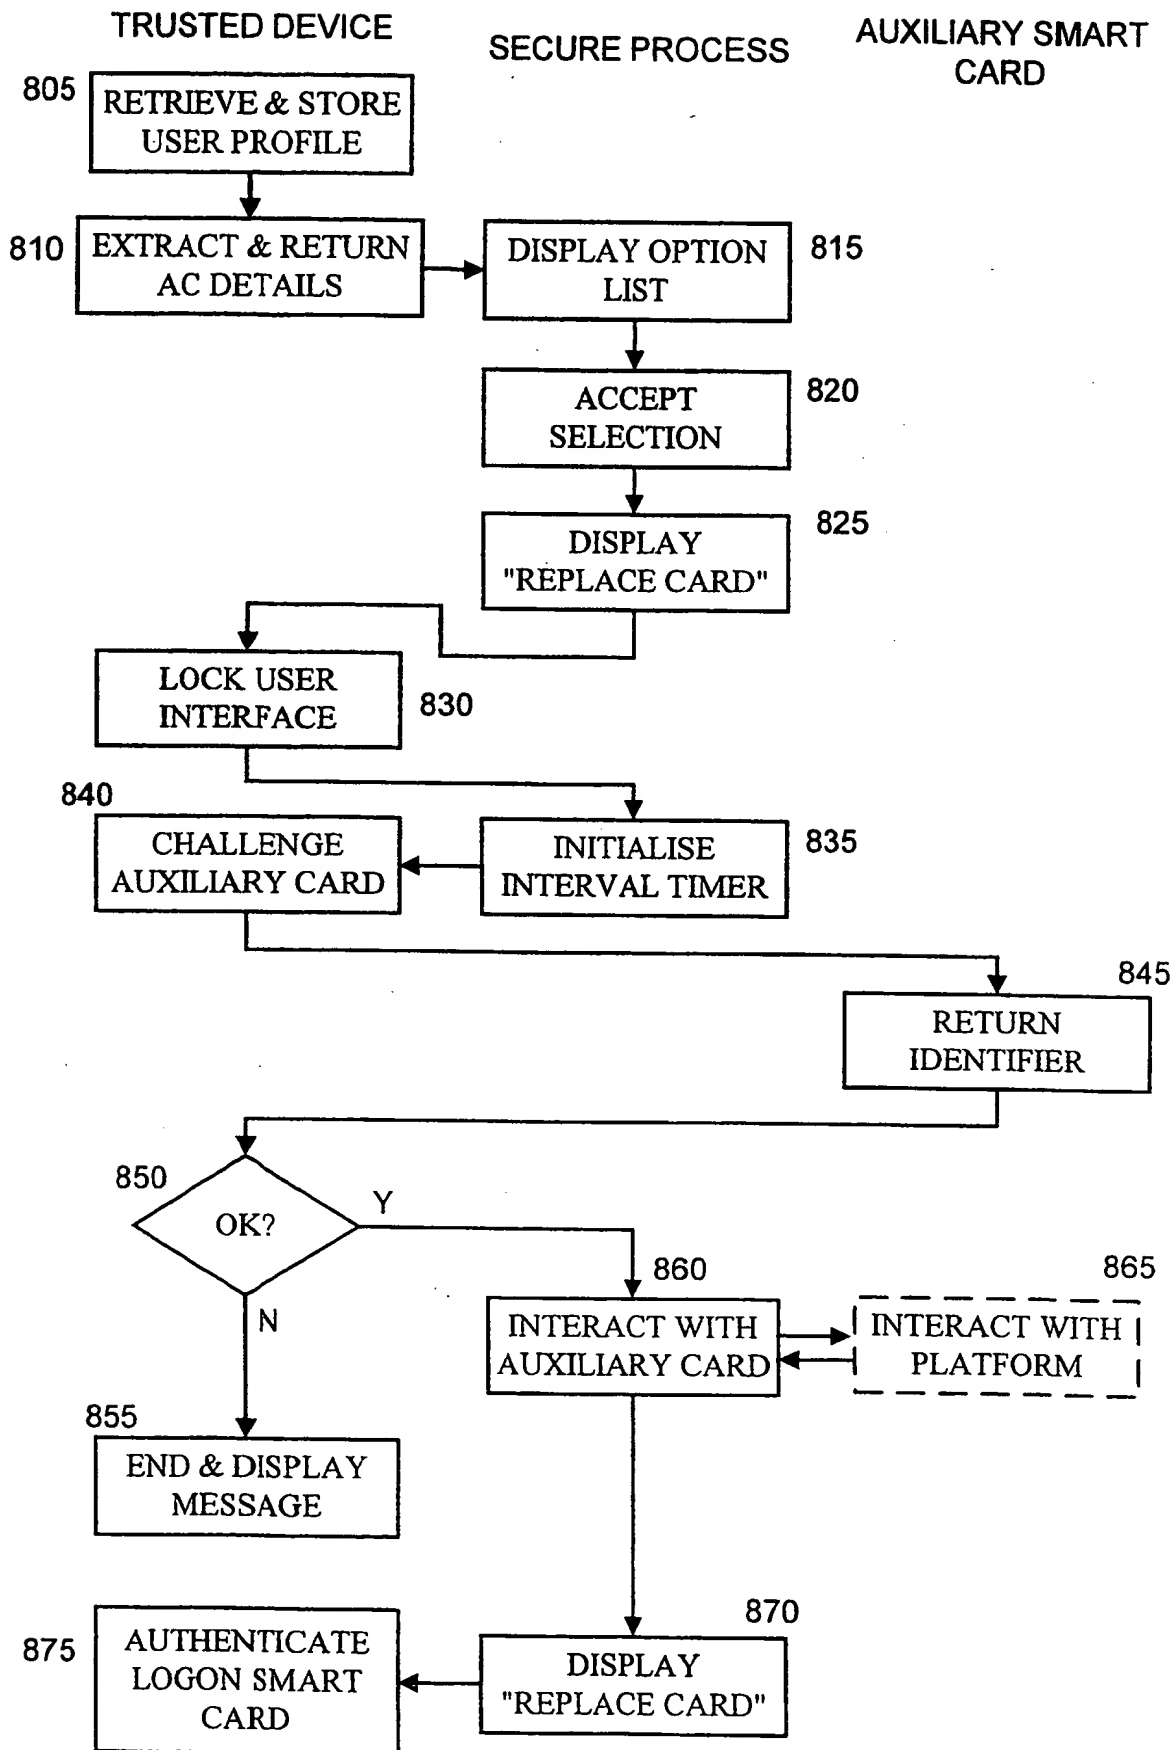 TRUSTED DEVICE
SECURE PROCESS
AUXILIARY SMART
CARD
805
RETRIEVE & STORE
USER PROFILE
810
EXTRACT & RETURN
AC DETAILS
DISPLAY OPTION
LIST
815
ACCEPT
SELECTION
820
DISPLAY
"REPLACE CARD"
825
LOCK USER
INTERFACE
830
840
CHALLENGE
AUXILIARY CARD
INITIALISE
INTERVAL TIMER
835
845
RETURN
IDENTIFIER
850
OK?
Y
N
860
INTERACT WITH
AUXILIARY CARD
865
INTERACT WITH
PLATFORM
855
END & DISPLAY
MESSAGE
870
DISPLAY
"REPLACE CARD"
875
AUTHENTICATE
LOGON SMART
CARD